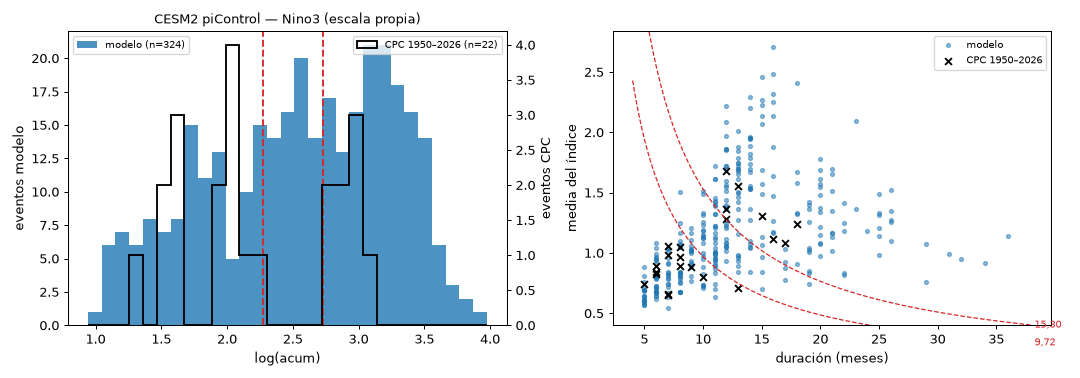 CESM2 piControl — Nino3 (escala propia)
modelo (n=324)
CPC 1950–2026 (n=22)
eventos modelo
20.0
17.5
15.0
12.5
10.0
7.5
5.0
2.5
0.0
4.0
3.5
3.0
2.5
2.0
1.5
1.0
0.5
0.0
eventos CPC
1.0 1.5 2.0 2.5 3.0 3.5 4.0
log(acum)
modelo
CPC 1950–2026
media del índice
2.5
2.0
1.5
1.0
0.5
15,30
9,72
5 10 15 20 25 30 35
duración (meses)